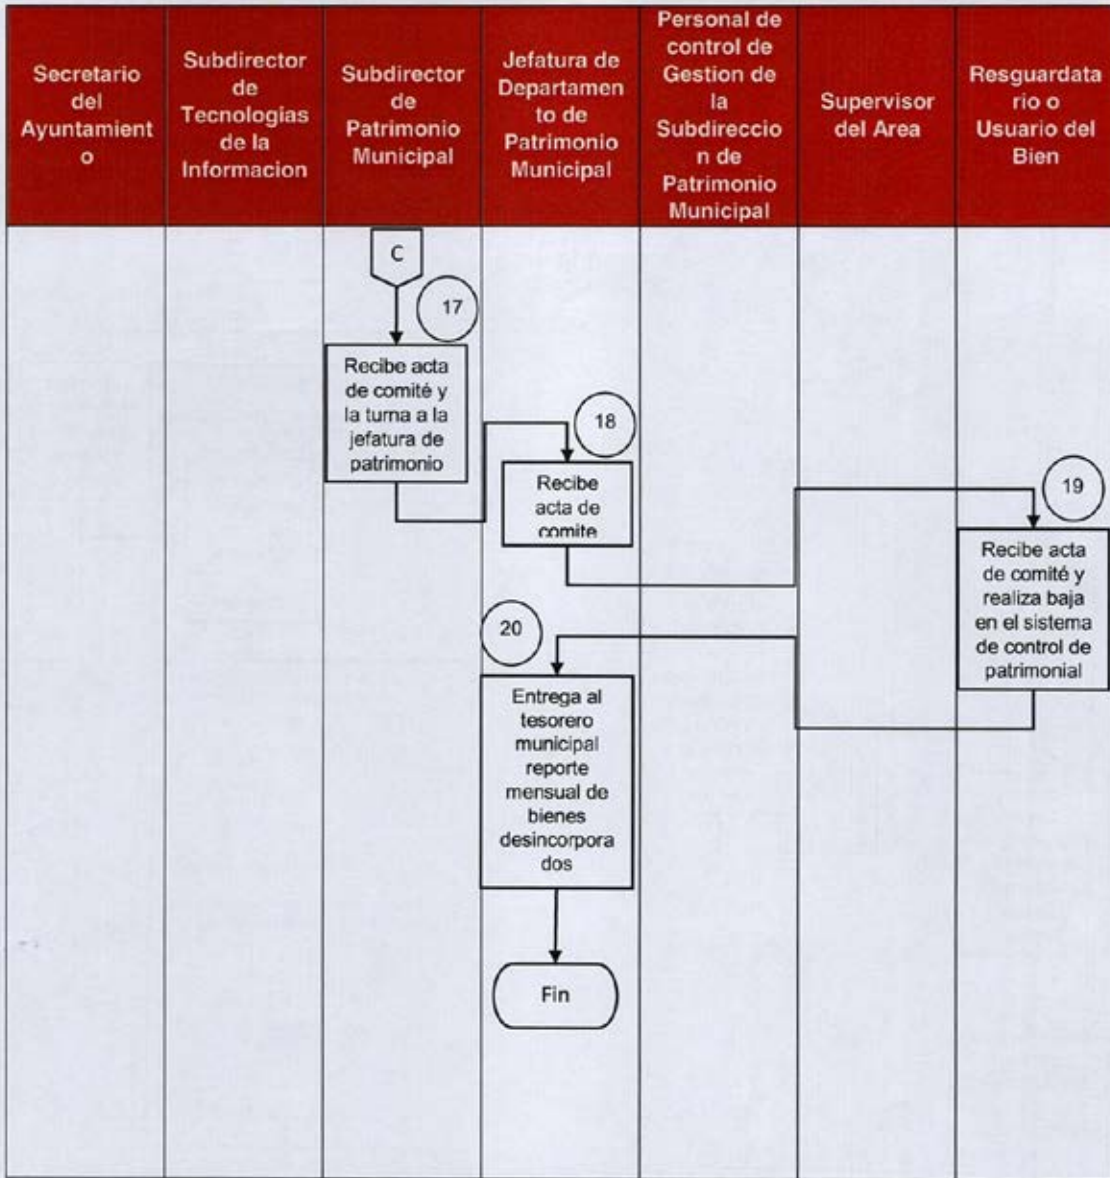 Secretario
del
Ayuntamient
o
Subdirector
de
Tecnologias
de la
Informacion
Subdirector
de
Patrimonio
Municipal
Jefatura de
Departamen
to de
Patrimonio
Municipal
Personal de
control de
Gestion de
la
Subdireccio
n de
Patrimonio
Municipal
Supervisor
del Area
Resguardata
rio o
Usuario del
Bien
C
17
Recibe acta
de comité y
la turna a la
jefatura de
patrimonio
18
Recibe
acta de
comite
19
Recibe acta
de comité y
realiza baja
en el sistema
de control de
patrimonial
20
Entrega al
tesorero
municipal
reporte
mensual de
bienes
desincorpora
dos
Fin